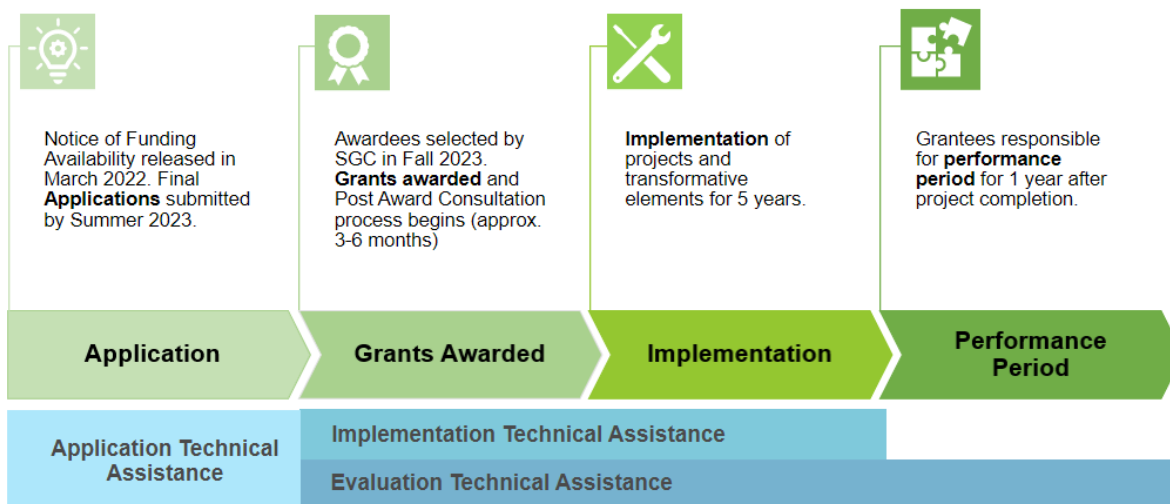 Notice of Funding
Availability released in
March 2022. Final
Applications submitted
by Summer 2023.
Awardees selected by
SGC in Fall 2023.
Grants awarded and
Post Award Consultation
process begins (approx.
3-6 months)
Implementation of
projects and
transformative
elements for 5 years.
Grantees responsible
for performance
period for 1 year after
project completion.
Application
Grants Awarded
Implementation
Performance
Period
Application Technical
Assistance
Implementation Technical Assistance
Evaluation Technical Assistance